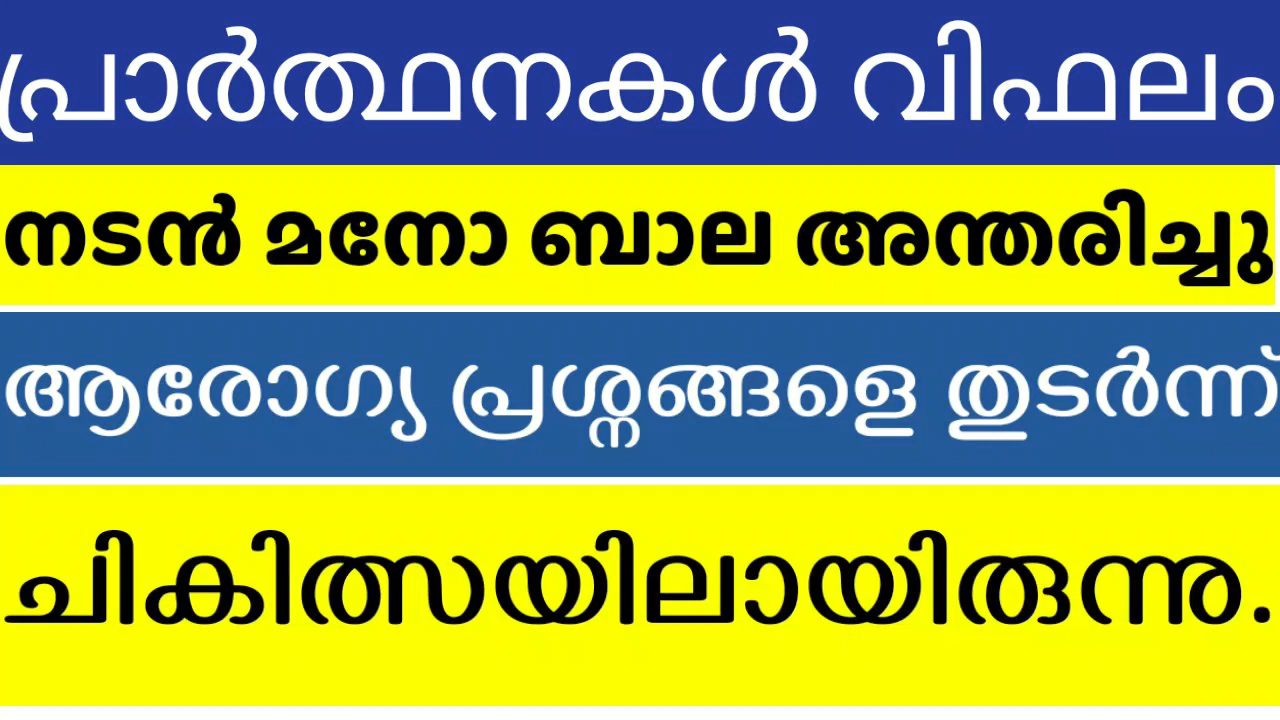 പ്രാർത്ഥനകൾ വിഫലം
നടൻ മനോ ബാല അന്തരിച്ചു
ആരോഗ്യ പ്രശ്നങ്ങളെ തുടർന്ന്
ചികിത്സയിലായിരുന്നു.